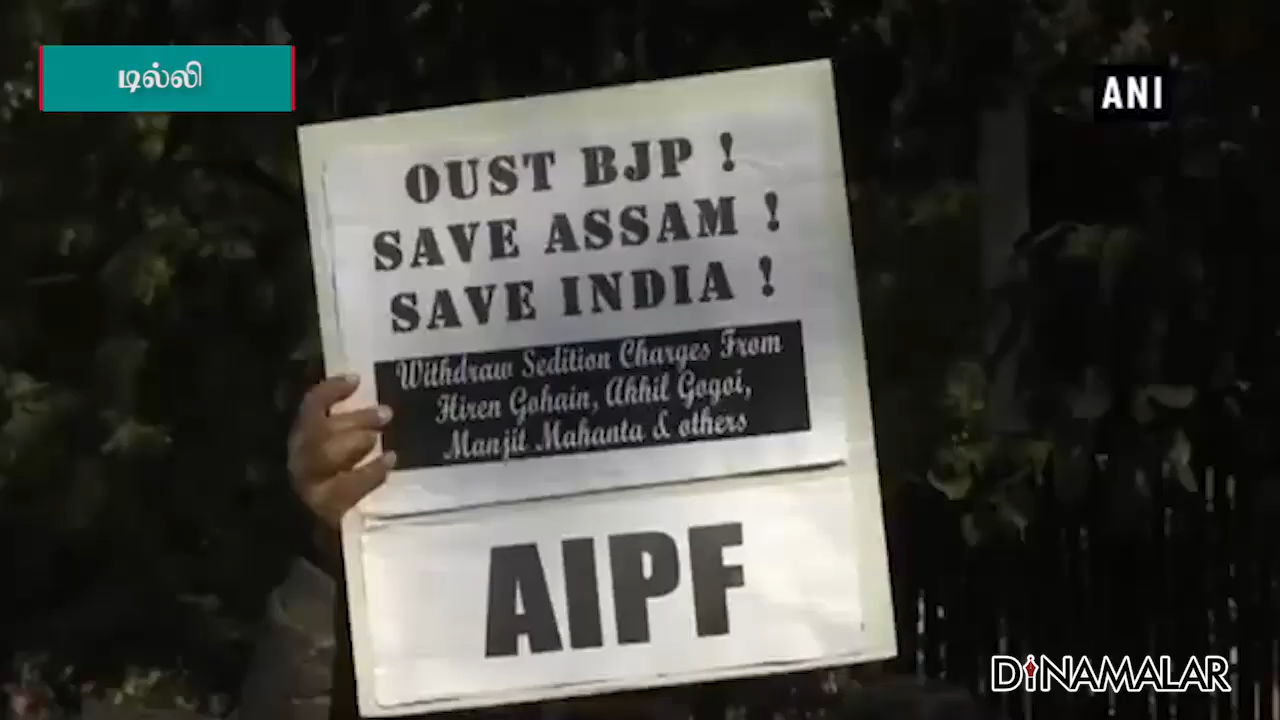 டில்லி
ANI
OUST BJP !
SAVE ASSAM !
SAVE INDIA !
Withdraw Sedition Charges From
Hiren Gohain, Akhil Gogoi,
Manjit Mahanta & others
AIPF
DINAMALAR